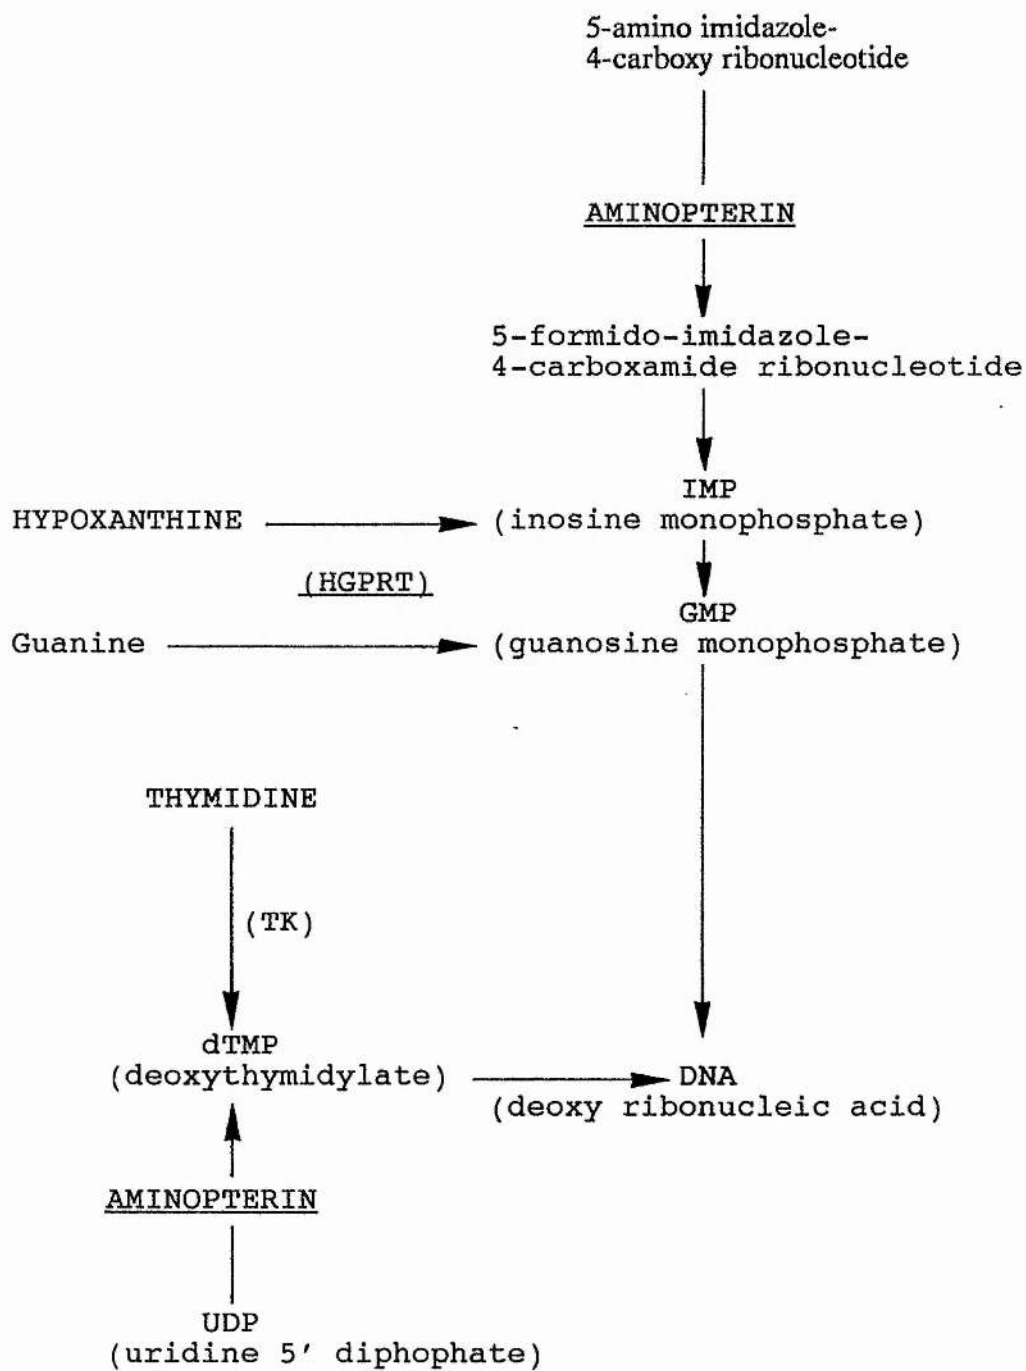 5-amino imidazole-
4-carboxy ribonucleotide
AMINOPTERIN
5-formido-imidazole-
4-carboxamide ribonucleotide
IMP
HYPOXANTHINE
(inosine monophosphate)
(HGPRT)
GMP
Guanine
(guanosine monophosphate)
THYMIDINE
(TK)
dTMP
(deoxythymidylate)
DNA
(deoxy ribonucleic acid)
AMINOPTERIN
UDP
(uridine 5' diphophate)